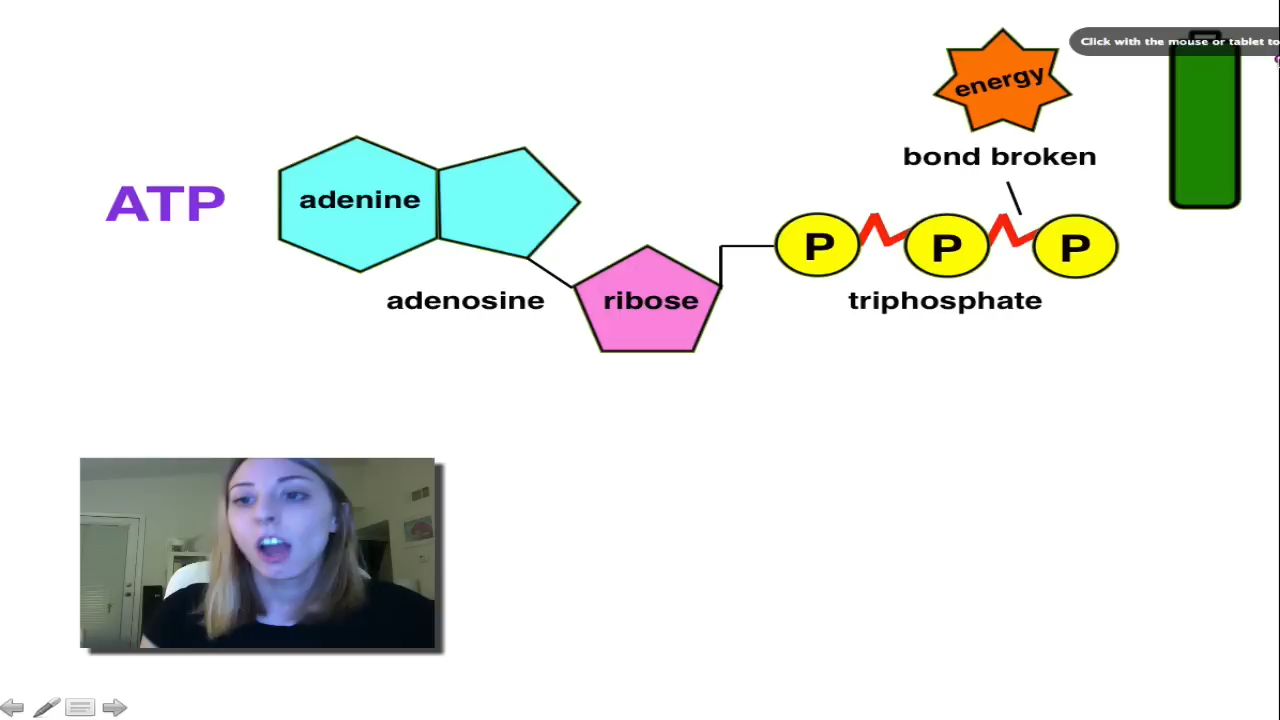 Click with the mouse or tablet to
energy
bond broken
ATP
adenine
P P P
adenosine
ribose
triphosphate